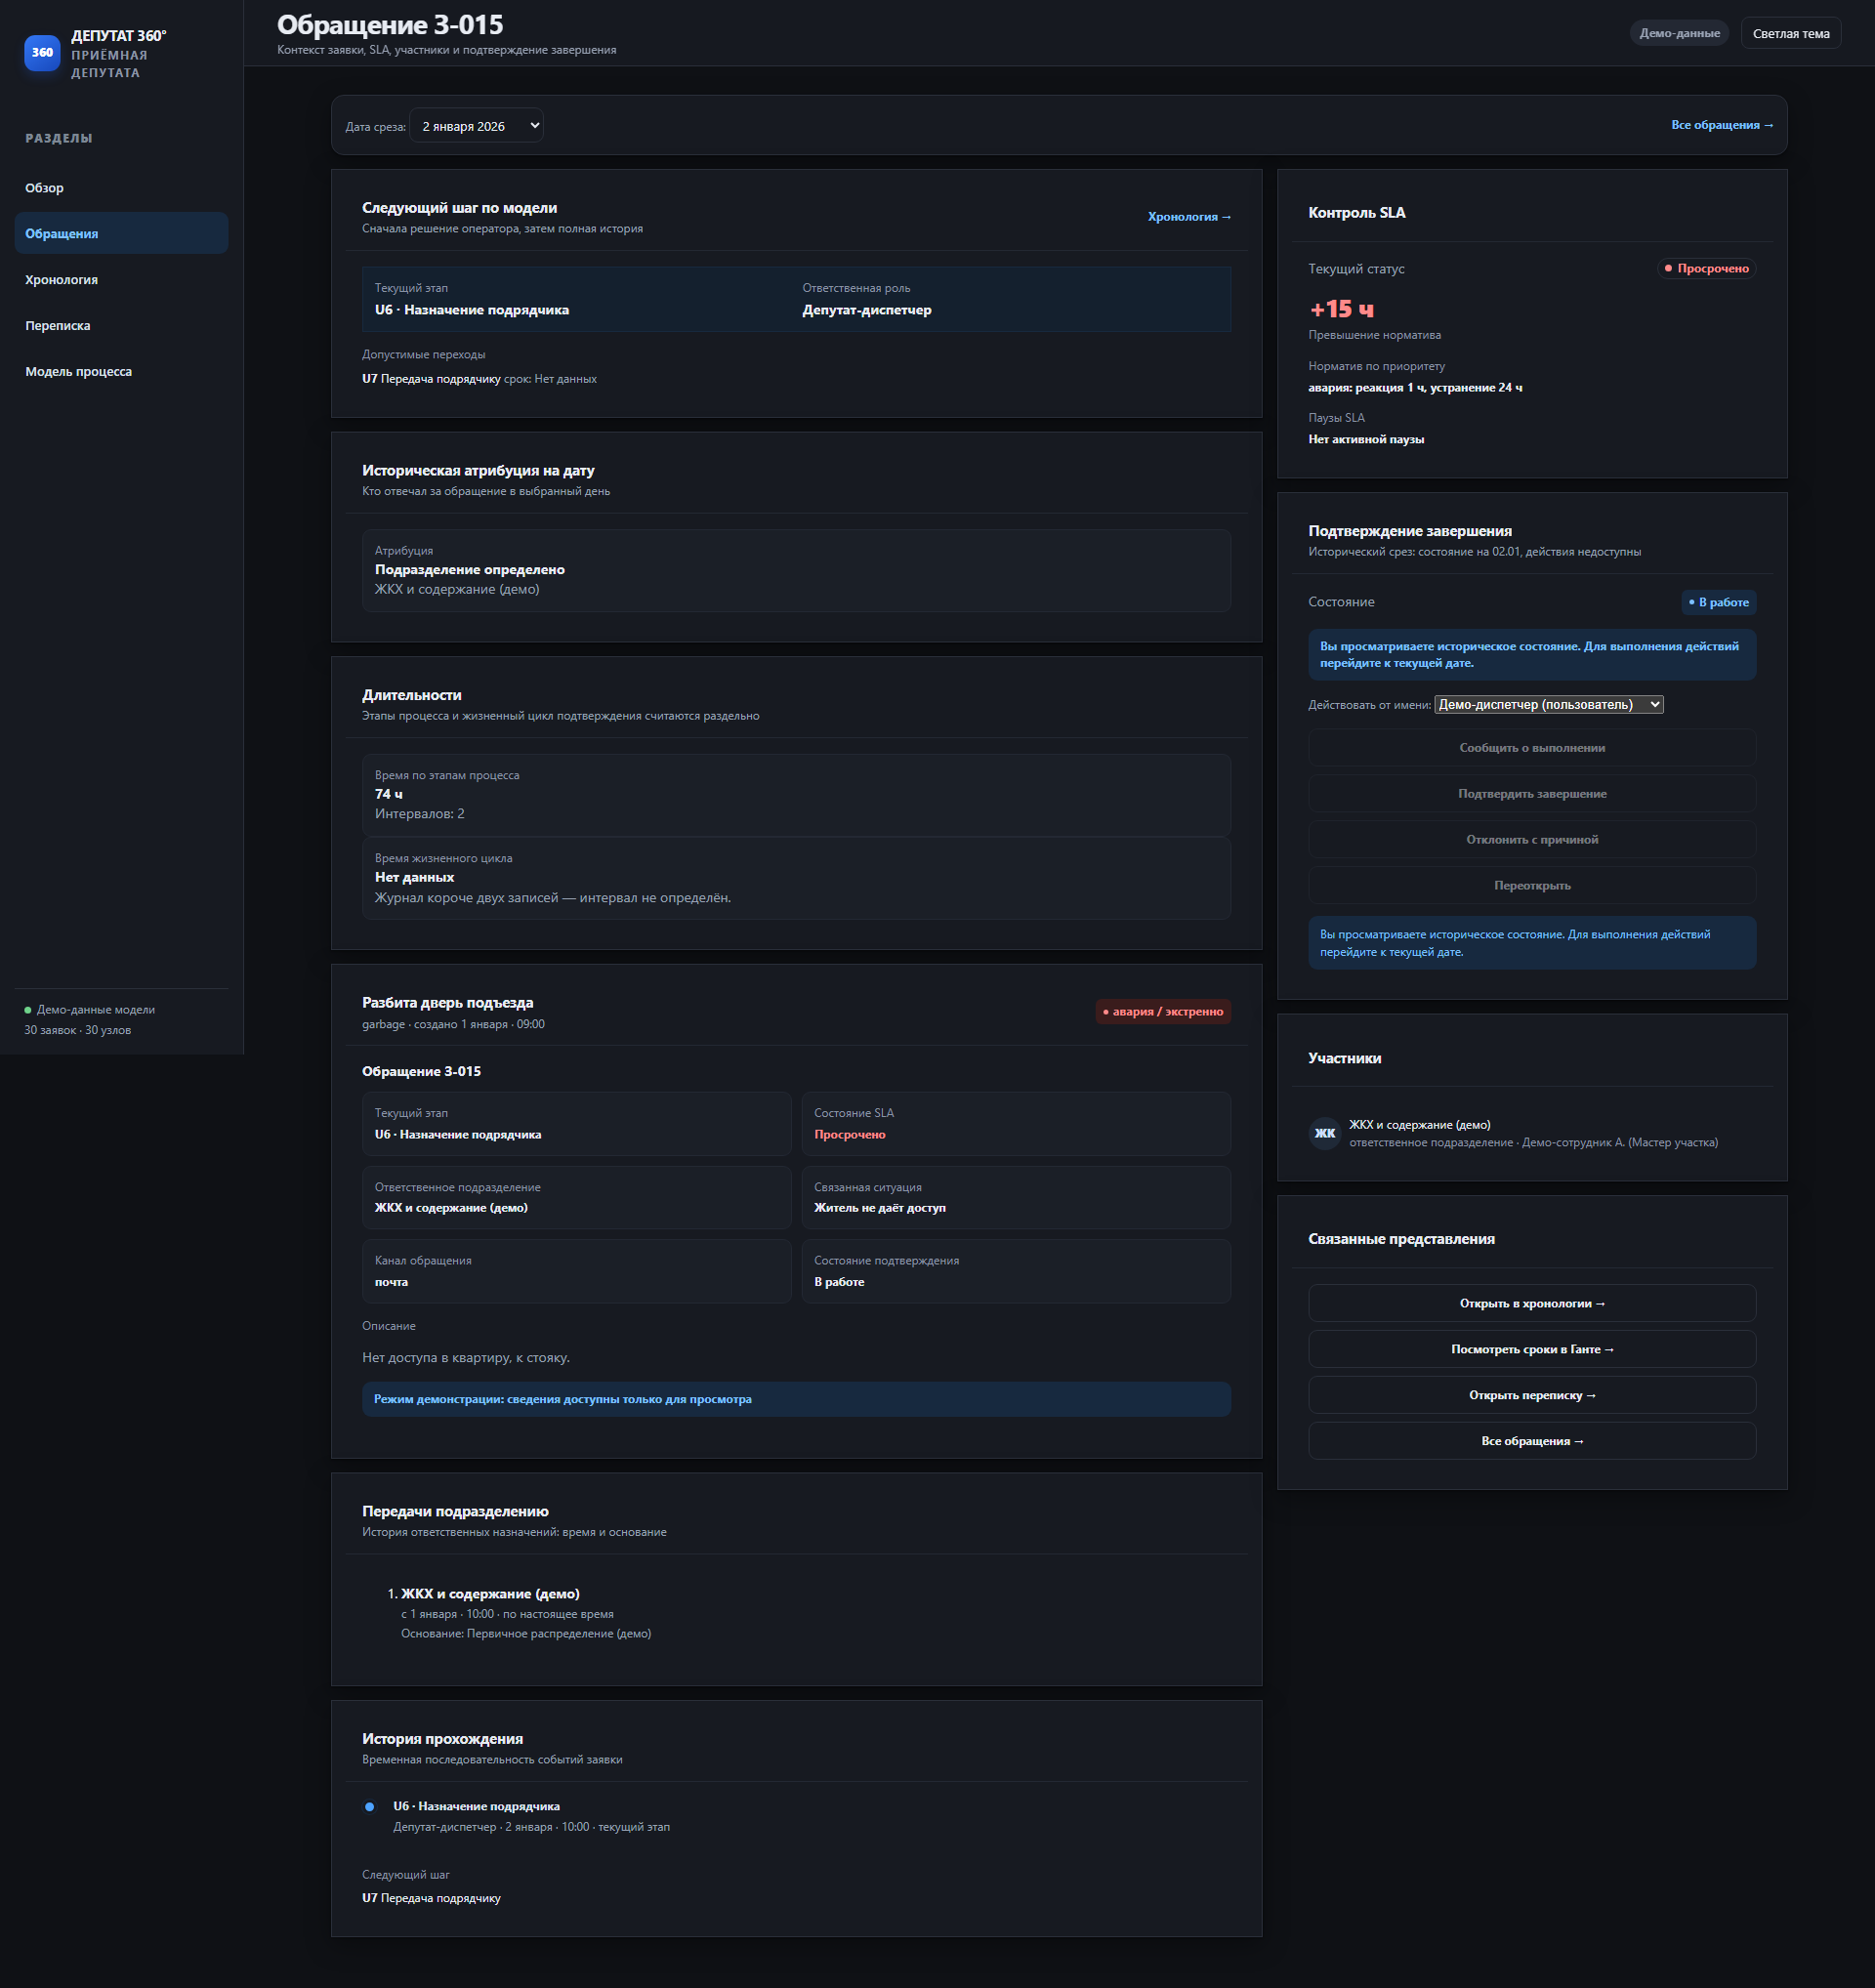 360
ДЕПУТАТ 360°
ПРИЁМНАЯ
ДЕПУТАТА
РАЗДЕЛЫ
Обзор
Обращения
Хронология
Переписка
Модель процесса
Демо-данные модели
30 заявок · 30 узлов
Обращение 3-015
Контекст заявки, SLA, участники и подтверждение завершения
Демо-данные
Светлая тема
Дата среза: 2 января 2026
Все обращения →
Следующий шаг по модели
Сначала решение оператора, затем полная история
Хронология →
Текущий этап
U6 · Назначение подрядчика
Ответственная роль
Депутат-диспетчер
Допустимые переходы
U7 Передача подрядчику срок: Нет данных
Историческая атрибуция на дату
Кто отвечал за обращение в выбранный день
Атрибуция
Подразделение определено
ЖКХ и содержание (демо)
Длительности
Этапы процесса и жизненный цикл подтверждения считаются раздельно
Время по этапам процесса
74 ч
Интервалов: 2
Время жизненного цикла
Нет данных
Журнал короче двух записей — интервал не определён.
Разбита дверь подъезда
garbage · создано 1 января · 09:00
авария / экстренно
Обращение 3-015
Текущий этап
U6 · Назначение подрядчика
Состояние SLA
Просрочено
Ответственное подразделение
ЖКХ и содержание (демо)
Связанная ситуация
Житель не даёт доступ
Канал обращения
почта
Состояние подтверждения
В работе
Описание
Нет доступа в квартиру, к стояку.
Режим демонстрации: сведения доступны только для просмотра
Передачи подразделению
История ответственных назначений: время и основание
1. ЖКХ и содержание (демо)
с 1 января · 10:00 · по настоящее время
Основание: Первичное распределение (демо)
История прохождения
Временная последовательность событий заявки
U6 · Назначение подрядчика
Депутат-диспетчер · 2 января · 10:00 · текущий этап
Следующий шаг
U7 Передача подрядчику
Контроль SLA
Текущий статус
Просрочено
+15 ч
Превышение норматива
Норматив по приоритету
авария: реакция 1 ч, устранение 24 ч
Паузы SLA
Нет активной паузы
Подтверждение завершения
Исторический срез: состояние на 02.01, действия недоступны
Состояние
В работе
Вы просматриваете историческое состояние. Для выполнения действий
перейдите к текущей дате.
Действовать от имени: Демо-диспетчер (пользователь)
Сообщить о выполнении
Подтвердить завершение
Отклонить с причиной
Переоткрыть
Вы просматриваете историческое состояние. Для выполнения действий
перейдите к текущей дате.
Участники
ЖК
ЖКХ и содержание (демо)
ответственное подразделение · Демо-сотрудник А. (Мастер участка)
Связанные представления
Открыть в хронологии →
Посмотреть сроки в Ганте →
Открыть переписку →
Все обращения →